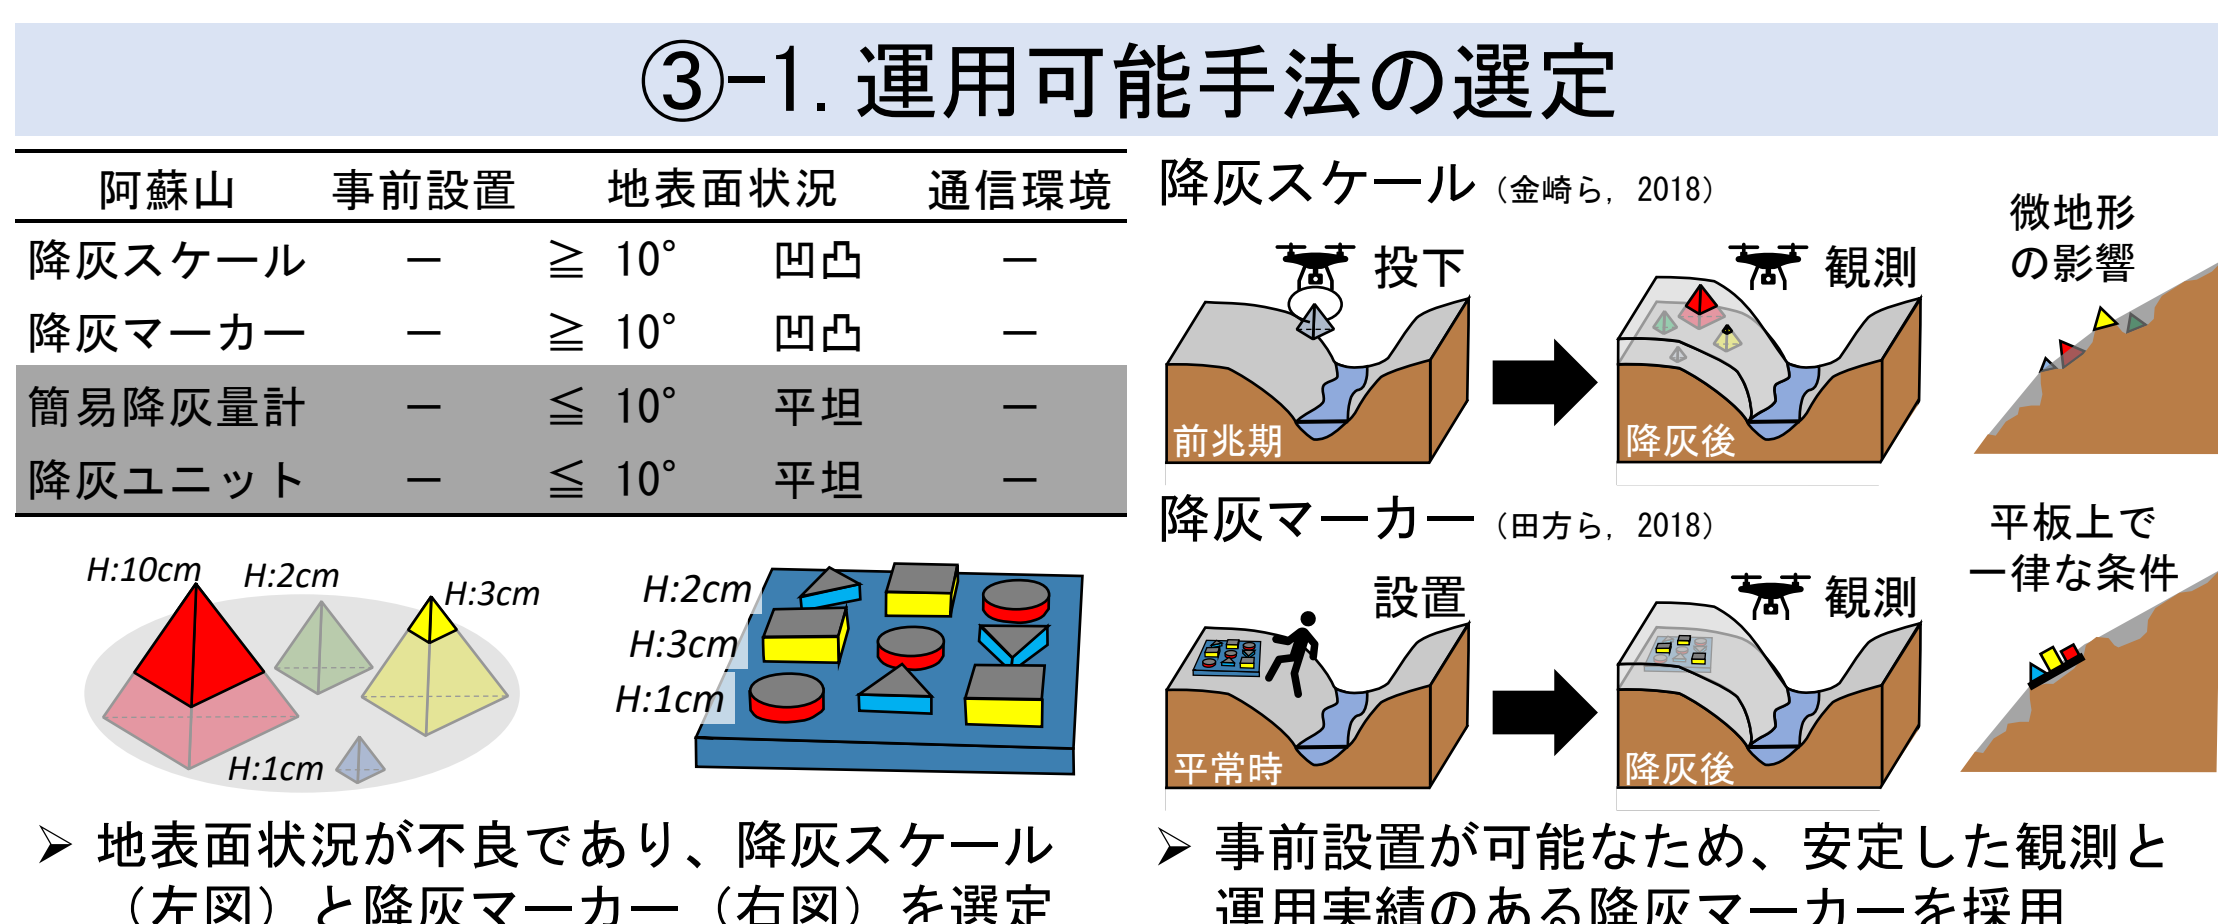 ③-1. 運用可能手法の選定
阿蘇山 事前設置 地表面状況 通信環境
降灰スケール － ≧ 10° 凹凸 －
降灰マーカー － ≧ 10° 凹凸 －
簡易降灰量計 － ≦ 10° 平坦 －
降灰ユニット － ≦ 10° 平坦 －
H:10cm
H:2cm
H:3cm
H:1cm
H:2cm
H:3cm
H:1cm
➢ 地表面状況が不良であり、降灰スケール
（左図）と降灰マーカー（右図）を選定
降灰スケール（金崎ら, 2018）
投下
前兆期
観測
降灰後
微地形
の影響
降灰マーカー（田方ら, 2018）
設置
平常時
観測
降灰後
平板上で
一律な条件
➢ 事前設置が可能なため、安定した観測と
運用実績のある降灰マーカーを採用